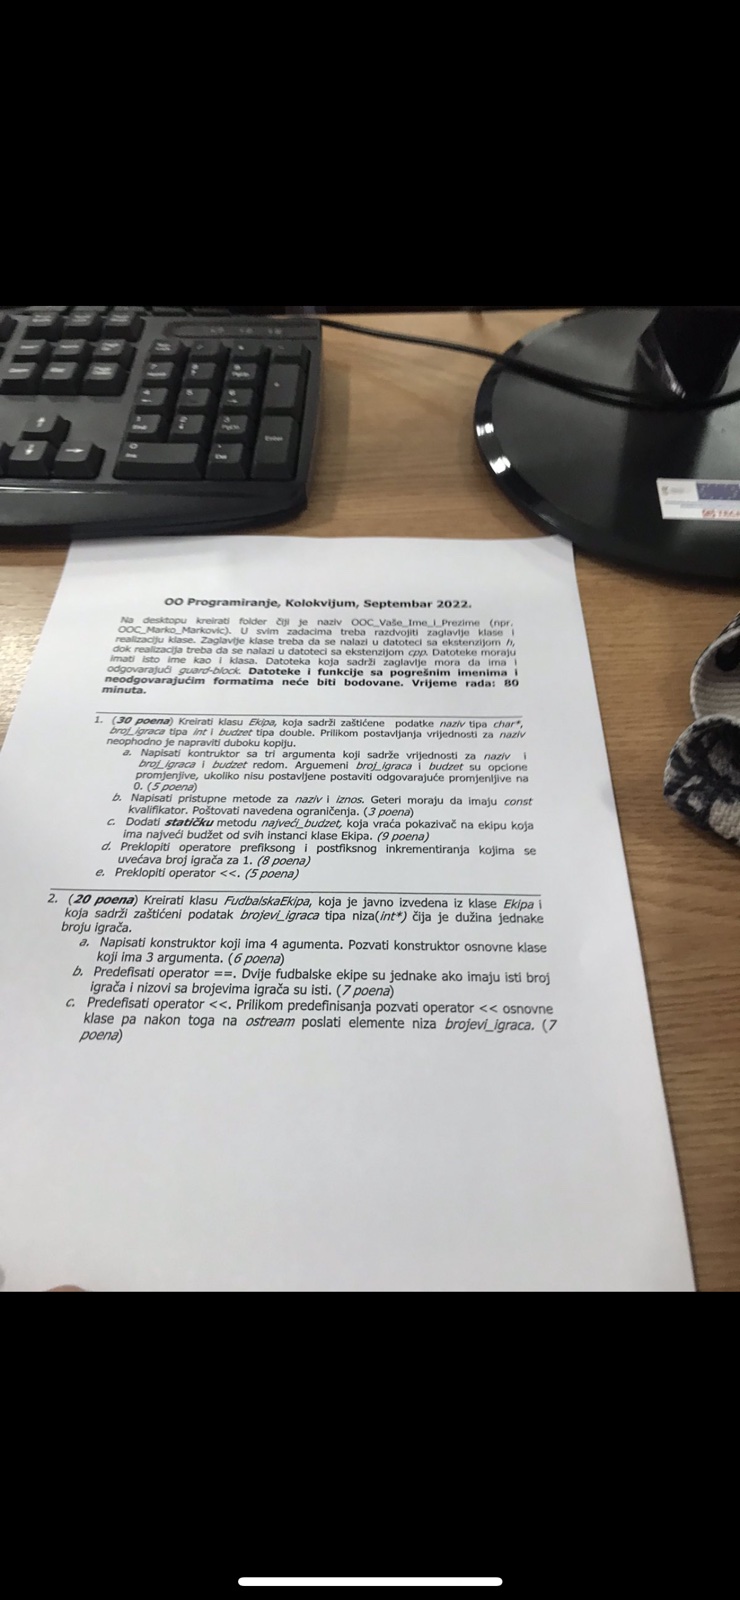 OO Programiranje, Kolokvijum, Septembar 2022.
Na desktopu kreirati folder čiji je naziv OOC_Vaše_Ime_i_Prezime (npr.
OOC_Marko_Markovic). U svim zadacima treba razdvojiti zaglavlje klase i
realizaciju klase. Zaglavlje klase treba da se nalazi u datoteci sa ekstenzijom h,
dok realizacija treba da se nalazi u datoteci sa ekstenzijom cpp. Datoteke moraju
imati isto ime kao i klasa. Datoteka koja sadrži zaglavlje mora da ima i
odgovarajući guard-block. Datoteke i funkcije sa pogrešnim imenima i
neodgovarajućim formatima neće biti bodovane. Vrijeme rada: 80
minuta.
1. (30 poena) Kreirati klasu Ekipa, koja sadrži zaštićene podatke naziv tipa char*,
broj_igraca tipa int i budzet tipa double. Prilikom postavljanja vrijednosti za naziv
neophodno je napraviti duboku kopiju.
a. Napisati kontruktor sa tri argumenta koji sadrže vrijednosti za naziv i
broj_igraca i budzet redom. Arguemeni broj_igraca i budzet su opcione
promjenjive, ukoliko nisu postavljene postaviti odgovarajuće promjenljive na
0. (5 poena)
b. Napisati pristupne metode za naziv i iznos. Geteri moraju da imaju const
kvalifikator. Poštovati navedena ograničenja. (3 poena)
c. Dodati statičku metodu najveći_budzet, koja vraća pokazivač na ekipu koja
ima najveći budžet od svih instanci klase Ekipa. (9 poena)
d. Preklopiti operatore prefiksong i postfiksnog inkrementiranja kojima se
uvećava broj igrača za 1. (8 poena)
e. Preklopiti operator <<. (5 poena)
2. (20 poena) Kreirati klasu FudbalskaEkipa, koja je javno izvedena iz klase Ekipa i
koja sadrži zaštićeni podatak brojevi_igraca tipa niza(int*) čija je dužina jednake
broju igrača.
a. Napisati konstruktor koji ima 4 agumenta. Pozvati konstruktor osnovne klase
koji ima 3 argumenta. (6 poena)
b. Predefisati operator ==. Dvije fudbalske ekipe su jednake ako imaju isti broj
igrača i nizovi sa brojevima igrača su isti. (7 poena)
c. Predefisati operator <<. Prilikom predefinisanja pozvati operator << osnovne
klase pa nakon toga na ostream poslati elemente niza brojevi_igraca. (7
poena)